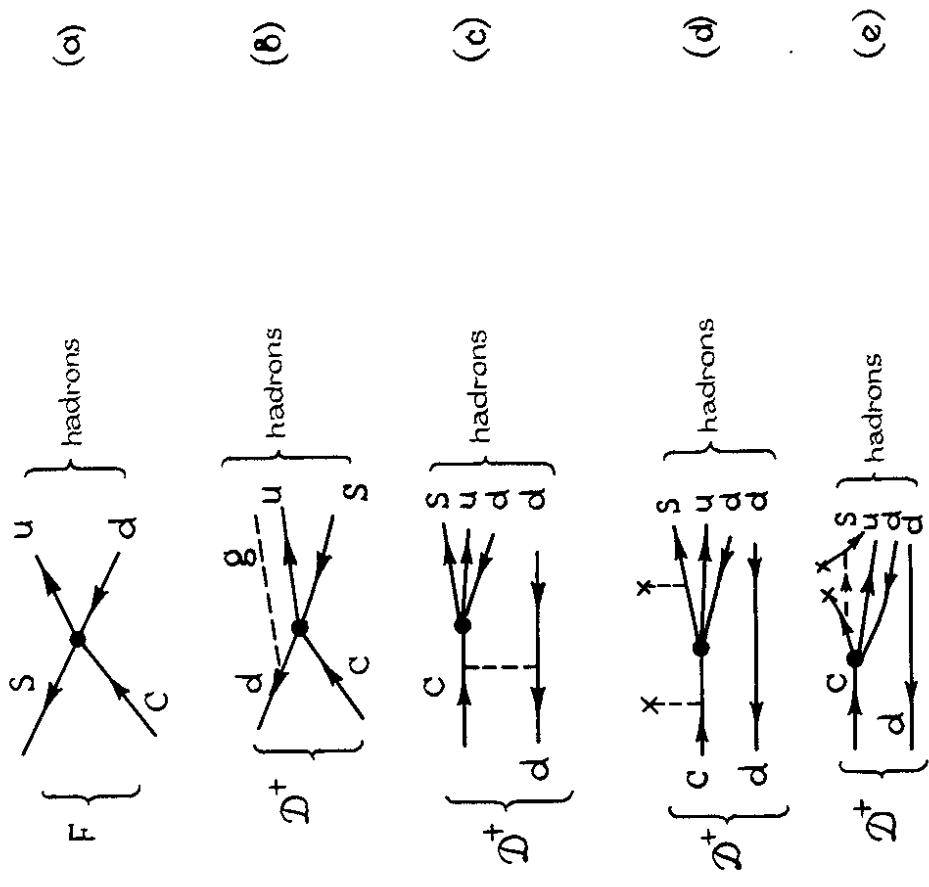 F S C u d hadrons (a)
D⁺ d C g u S hadrons (b)
D⁺ C d S u d d hadrons (c)
D⁺ C d S u d d hadrons (d)
D⁺ C d S u d d hadrons (e)